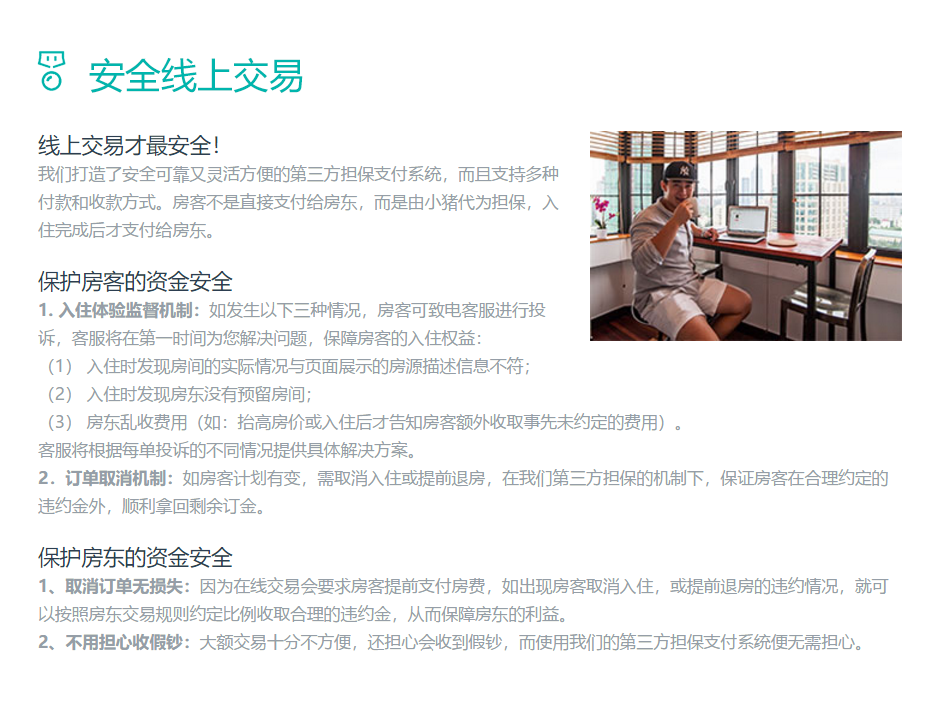 安全线上交易
线上交易才最安全！
我们打造了安全可靠又灵活方便的第三方担保支付系统，而且支持多种
付款和收款方式。房客不是直接支付给房东，而是由小猪代为担保，入
住完成后才支付给房东。
保护房客的资金安全
1. 入住体验监督机制：如发生以下三种情况，房客可致电客服进行投
诉，客服将在第一时间为您解决问题，保障房客的入住权益：
（1） 入住时发现房间的实际情况与页面展示的房源描述信息不符；
（2） 入住时发现房东没有预留房间；
（3） 房东乱收费用（如：抬高房价或入住后才告知房客额外收取事先未约定的费用）。
客服将根据每单投诉的不同情况提供具体解决方案。
2．订单取消机制：如房客计划有变，需取消入住或提前退房，在我们第三方担保的机制下，保证房客在合理约定的
违约金外，顺利拿回剩余订金。
保护房东的资金安全
1、取消订单无损失：因为在线交易会要求房客提前支付房费，如出现房客取消入住，或提前退房的违约情况，就可
以按照房东交易规则约定比例收取合理的违约金，从而保障房东的利益。
2、不用担心收假钞：大额交易十分不方便，还担心会收到假钞，而使用我们的第三方担保支付系统便无需担心。